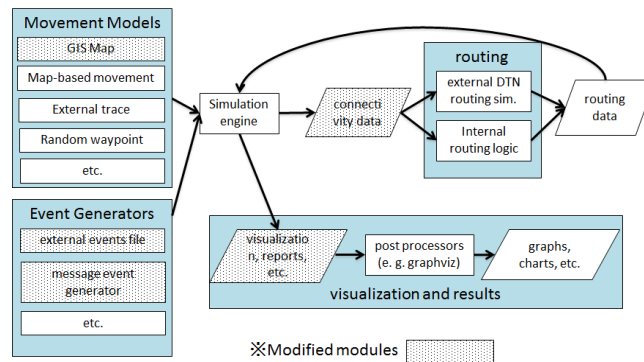 Movement Models
GIS Map
Map-based movement
External trace
Random waypoint
etc.
Event Generators
external events file
message event
generator
etc.
Simulation
engine
connecti
vity data
routing
external DTN
routing sim.
Internal
routing logic
routing
data
visualizatio
n, reports,
etc.
post processors
(e. g. graphviz)
graphs,
charts, etc.
visualization and results
※Modified modules